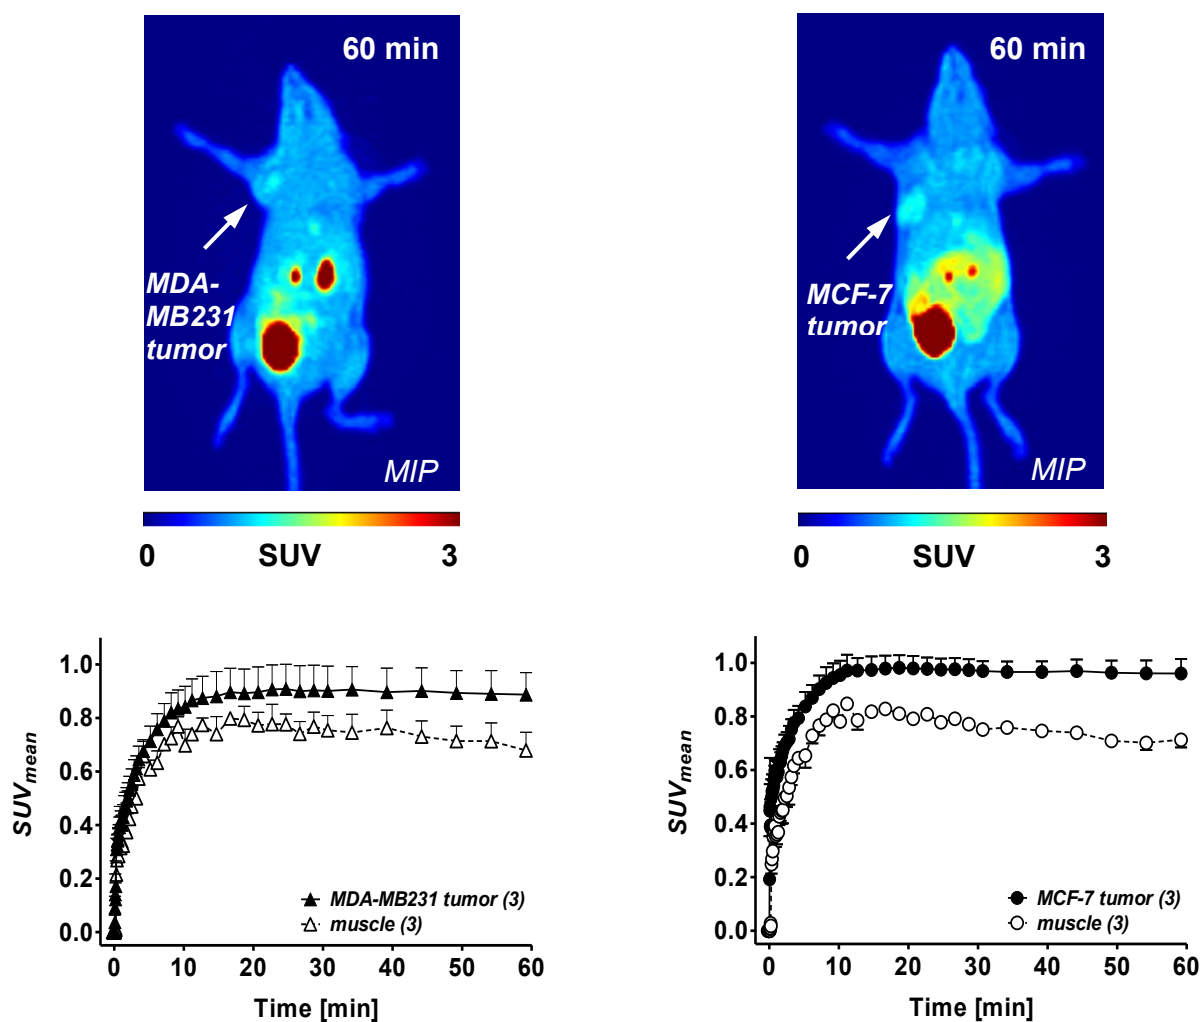 60 min
MDA-
MB231
tumor
MIP
0 SUV 3
60 min
MCF-7
tumor
MIP
0 SUV 3
SUVmean
1.0
0.8
0.6
0.4
0.2
0.0
MDA-MB231 tumor (3)
muscle (3)
0 10 20 30 40 50 60
Time [min]
SUVmean
1.0
0.8
0.6
0.4
0.2
0.0
MCF-7 tumor (3)
muscle (3)
0 10 20 30 40 50 60
Time [min]